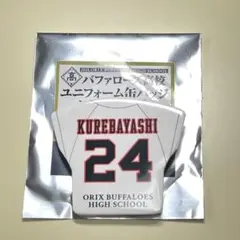 バファローズ高校
ユニフォーム缶バッジ
KUREBAYASHI
24
ORIX BUFFALOES
HIGH SCHOOL